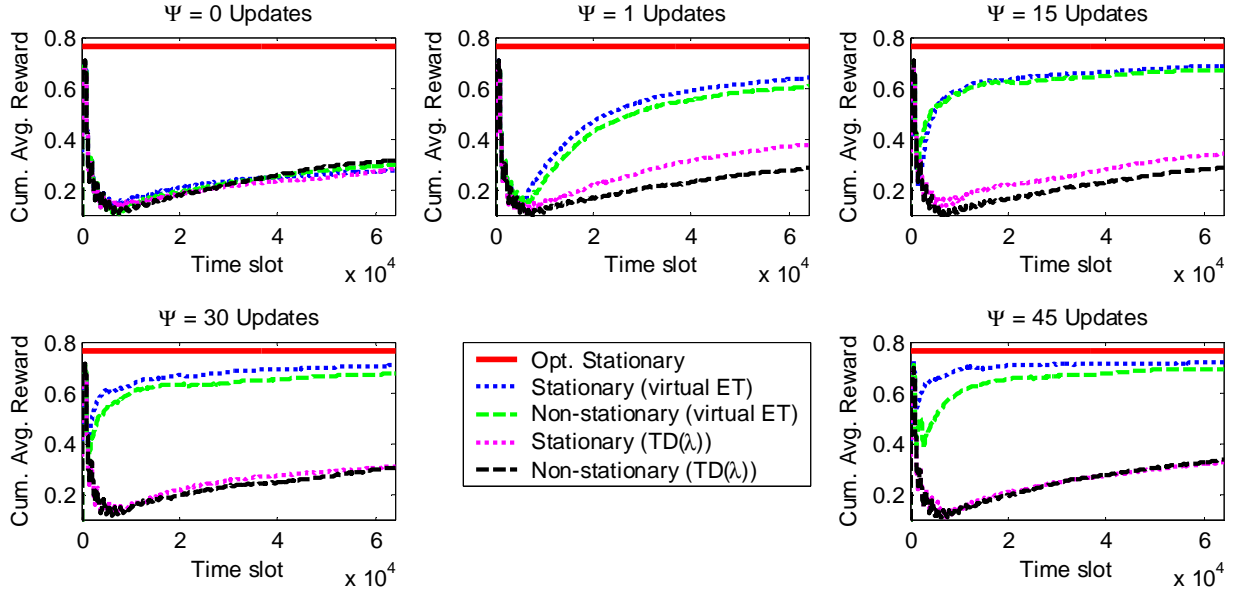 Ψ = 0 Updates
Cum. Avg. Reward
0.8
0.6
0.4
0.2
0 2 4 6
Time slot
x 10^4
Ψ = 1 Updates
Cum. Avg. Reward
0.8
0.6
0.4
0.2
0 2 4 6
Time slot
x 10^4
Ψ = 15 Updates
Cum. Avg. Reward
0.8
0.6
0.4
0.2
0 2 4 6
Time slot
x 10^4
Ψ = 30 Updates
Cum. Avg. Reward
0.8
0.6
0.4
0.2
0 2 4 6
Time slot
x 10^4
Opt. Stationary
Stationary (virtual ET)
Non-stationary (virtual ET)
Stationary (TD(λ))
Non-stationary (TD(λ))
Ψ = 45 Updates
Cum. Avg. Reward
0.8
0.6
0.4
0.2
0 2 4 6
Time slot
x 10^4